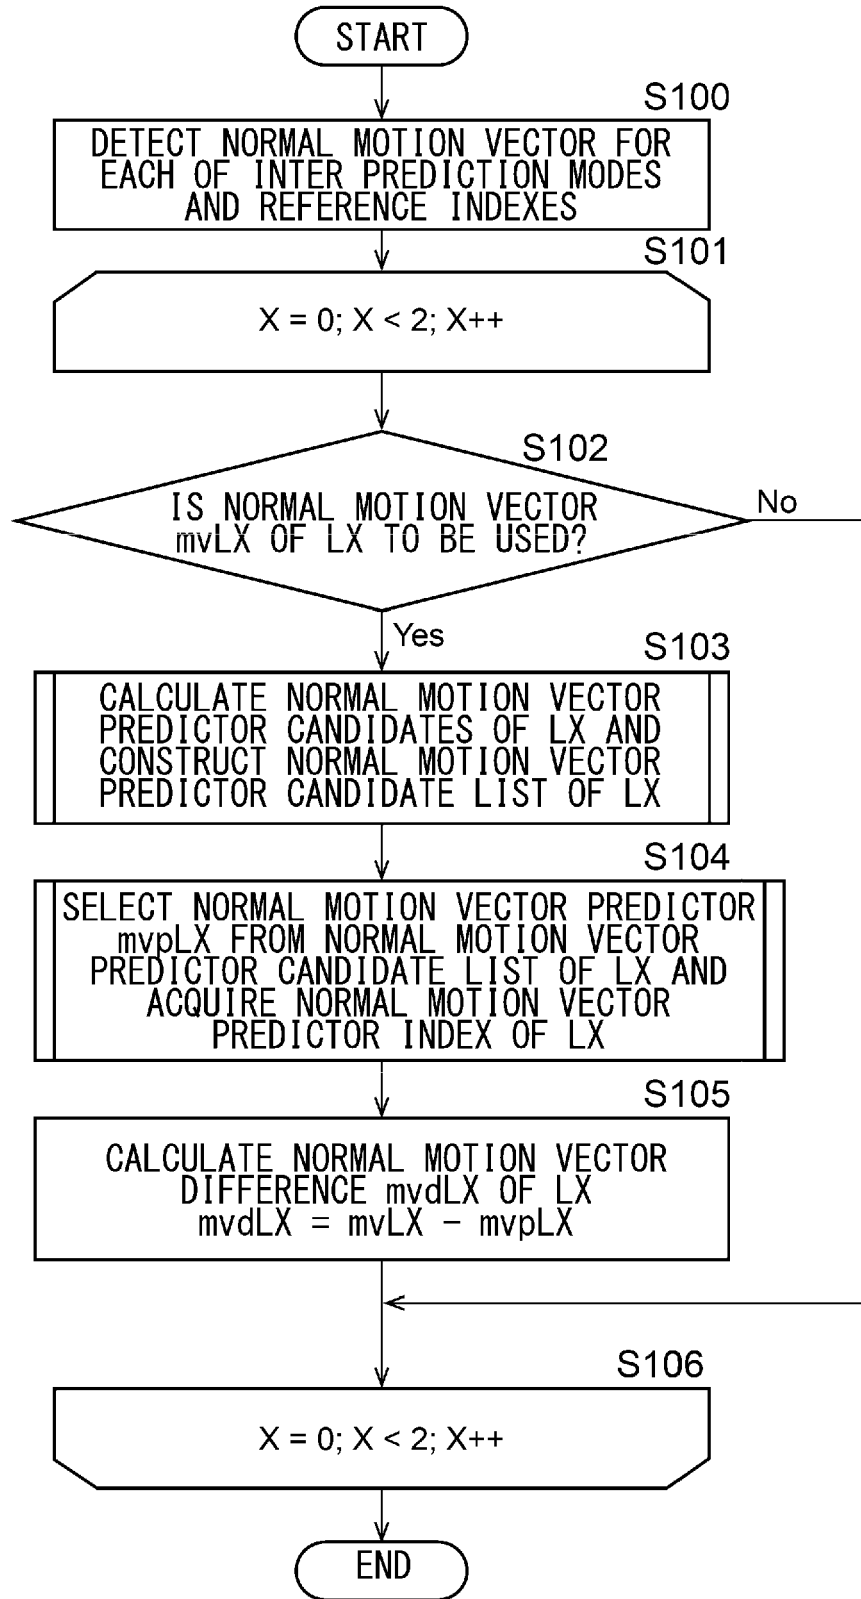 START
S100
DETECT NORMAL MOTION VECTOR FOR
EACH OF INTER PREDICTION MODES
AND REFERENCE INDEXES
S101
X = 0; X < 2; X++
S102
IS NORMAL MOTION VECTOR
mvLX OF LX TO BE USED?
No
Yes
S103
CALCULATE NORMAL MOTION VECTOR
PREDICTOR CANDIDATES OF LX AND
CONSTRUCT NORMAL MOTION VECTOR
PREDICTOR CANDIDATE LIST OF LX
S104
SELECT NORMAL MOTION VECTOR PREDICTOR
mvpLX FROM NORMAL MOTION VECTOR
PREDICTOR CANDIDATE LIST OF LX AND
ACQUIRE NORMAL MOTION VECTOR
PREDICTOR INDEX OF LX
S105
CALCULATE NORMAL MOTION VECTOR
DIFFERENCE mvdLX OF LX
mvdLX = mvLX - mvpLX
S106
X = 0; X < 2; X++
END